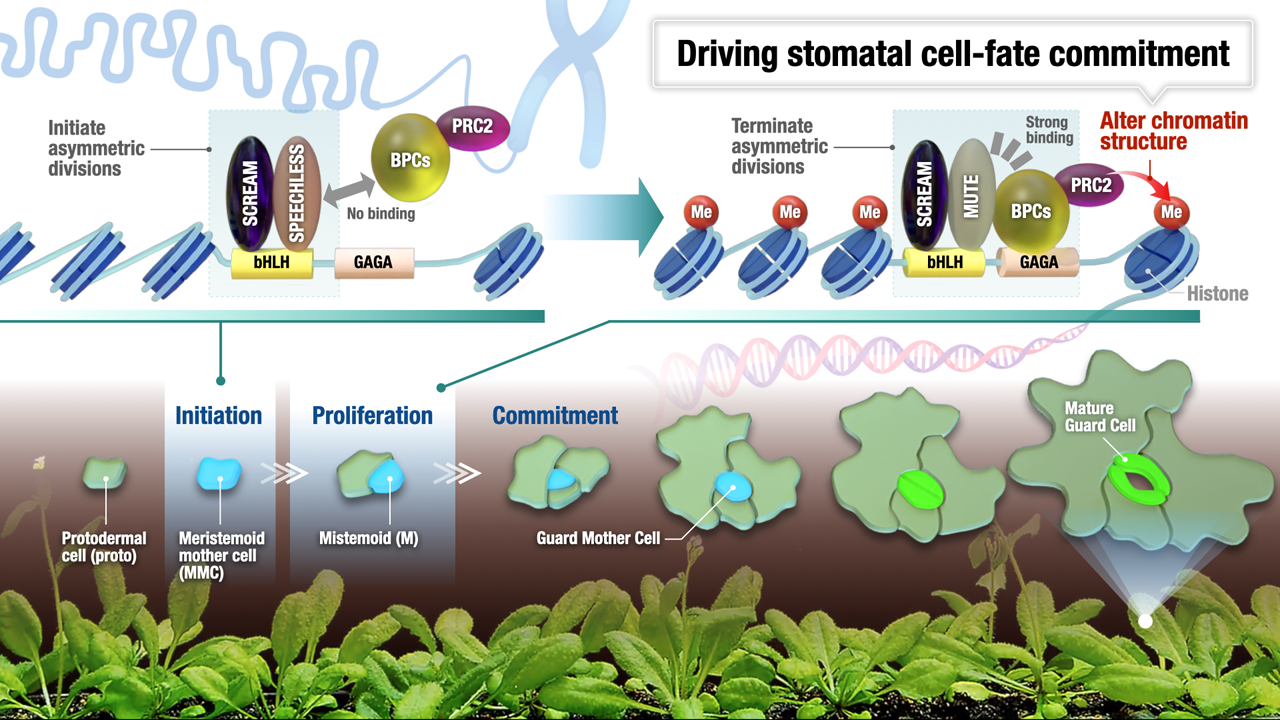 Driving stomatal cell-fate commitment
Initiate
asymmetric
divisions
SCREAM
SPEECHLESS
BPCs
PRC2
No binding
bHLH
GAGA
Terminate
asymmetric
divisions
SCREAM
MUTE
Strong
binding
BPCs
PRC2
Alter chromatin
structure
Me
Me
Me
Me
bHLH
GAGA
Histone
Initiation
Proliferation
Commitment
Protodermal
cell (proto)
Meristemoid
mother cell
(MMC)
Mistemoid (M)
Guard Mother Cell
Mature
Guard Cell